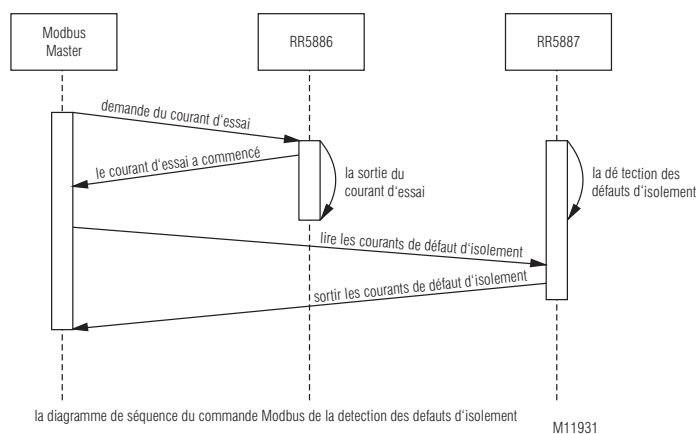 Modbus
Master
RR5886
RR5887
demande du courant d'essai
le courant d'essai a commencé
la sortie du
courant d'essai
la dé tection des
défauts d'isolement
lire les courants de défaut d'isolement
sortir les courants de défaut d'isolement
la diagramme de séquence du commande Modbus de la detection des defauts d'isolement
M11931